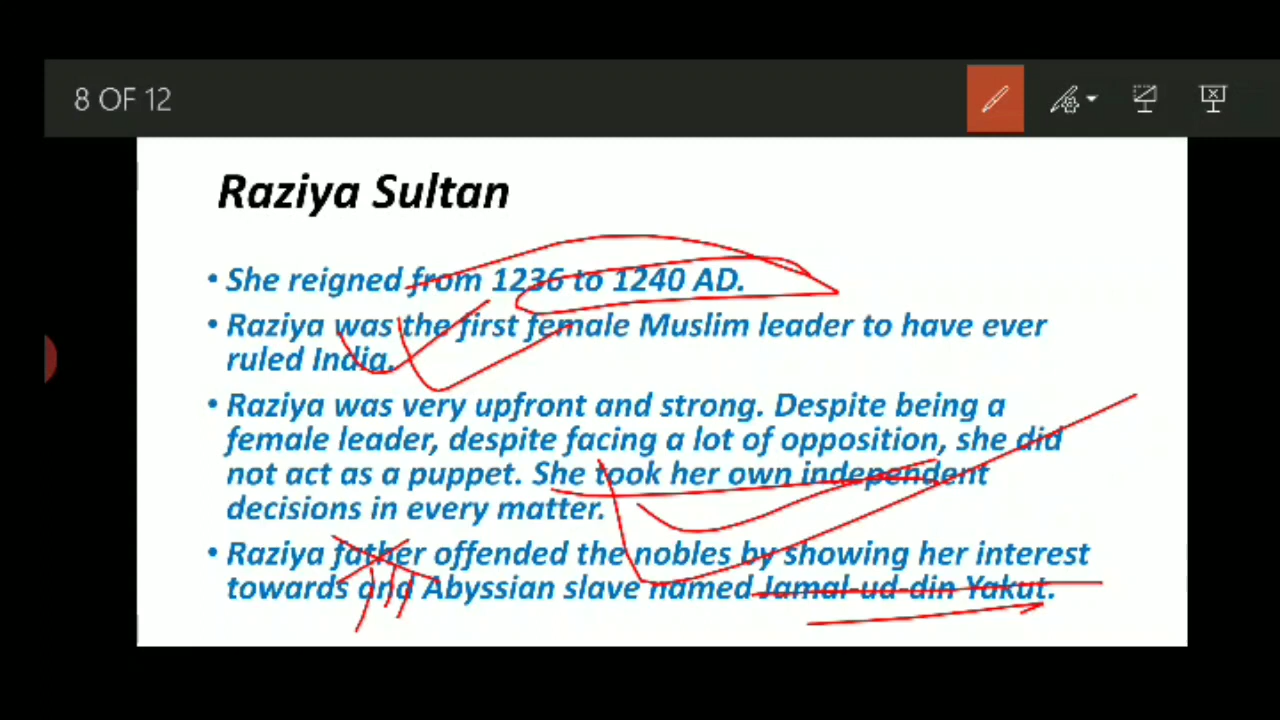 8 OF 12
Raziya Sultan
• She reigned from 1236 to 1240 AD.
• Raziya was the first female Muslim leader to have ever
ruled India.
• Raziya was very upfront and strong. Despite being a
female leader, despite facing a lot of opposition, she did
not act as a puppet. She took her own independent
decisions in every matter.
• Raziya father offended the nobles by showing her interest
towards and Abyssian slave named Jamal-ud-din Yakut.